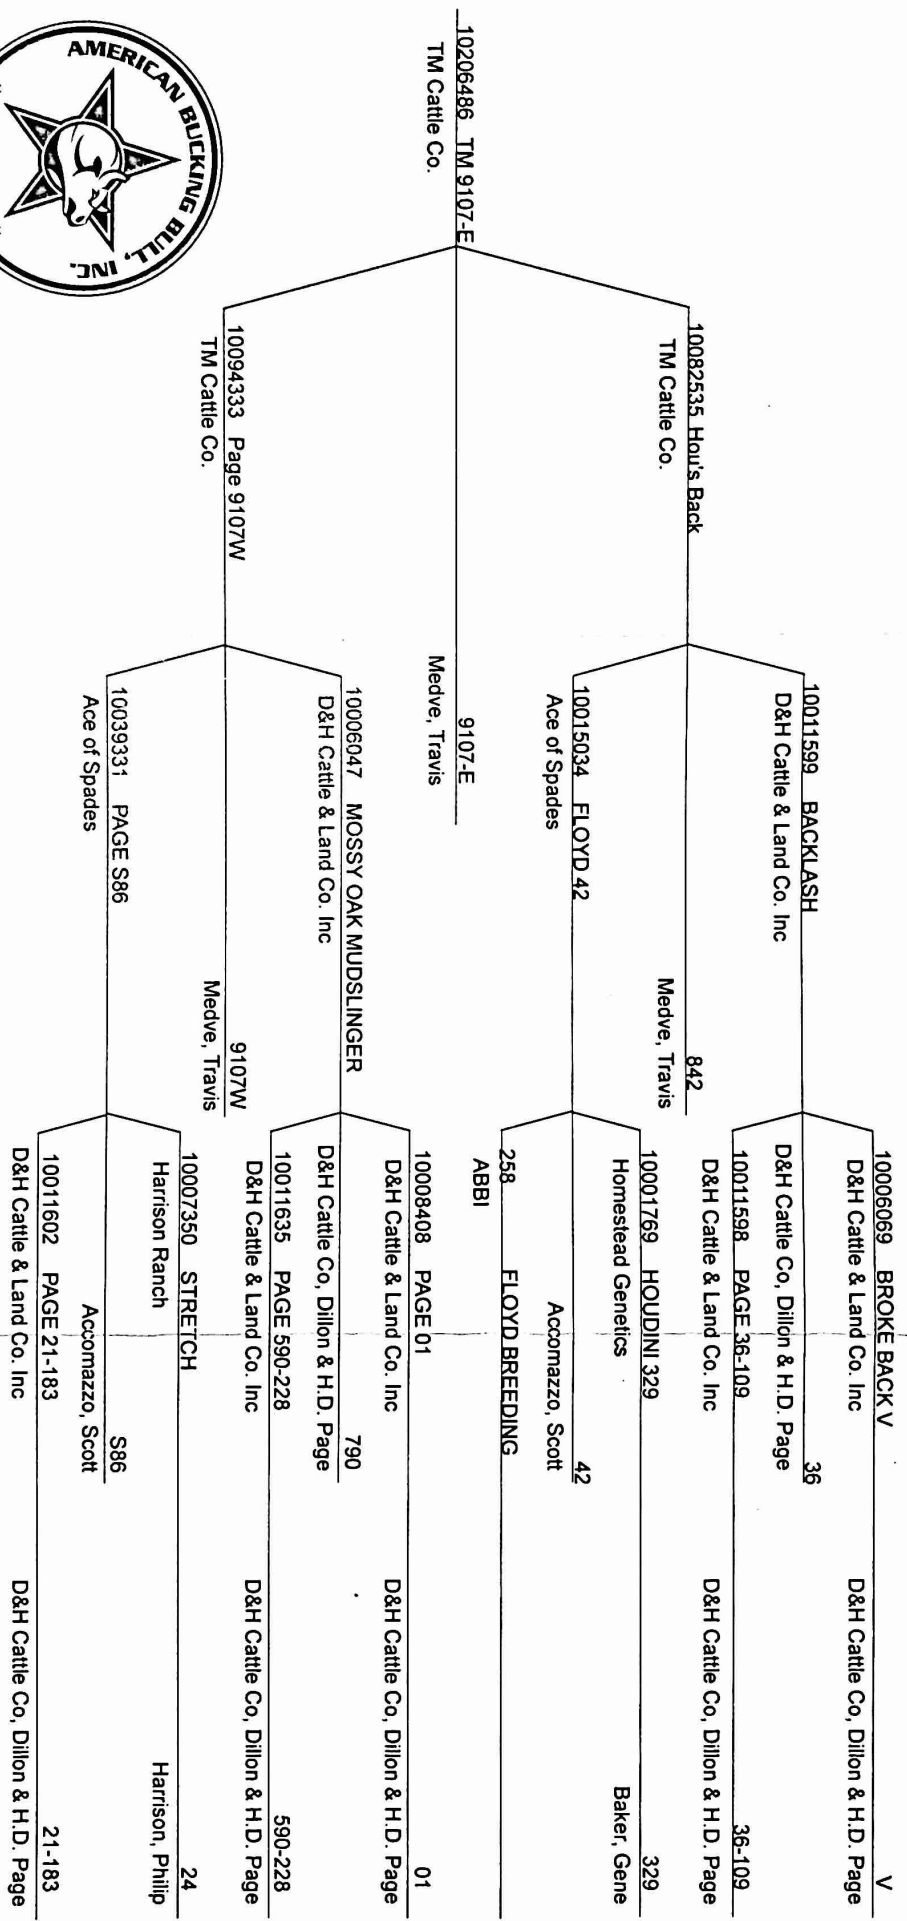 AMERICAN BUCKING BULL, INC.
10206486 TM 9107-E
TM Cattle Co.
9107-E
Medve, Travis
10082535 Hou's Back
TM Cattle Co.
842
Medve, Travis
10094333 Page 9107W
TM Cattle Co.
9107W
Medve, Travis
10011599 BACKLASH
D&H Cattle & Land Co. Inc
36
D&H Cattle Co, Dillon & H.D. Page
10015034 FLOYD 42
Ace of Spades
42
Accomazzo, Scott
10006047 MOSSY OAK MUDSLINGER
D&H Cattle & Land Co. Inc
790
D&H Cattle Co, Dillon & H.D. Page
10039331 PAGE S86
Ace of Spades
S86
Accomazzo, Scott
10006069 BROKE BACK V
D&H Cattle & Land Co. Inc
V
D&H Cattle Co, Dillon & H.D. Page
10011598 PAGE 36-109
D&H Cattle & Land Co. Inc
36-109
D&H Cattle Co, Dillon & H.D. Page
10001769 HOUDINI 329
Homestead Genetics
329
Baker, Gene
258 FLOYD BREEDING
ABBI
10008408 PAGE 01
D&H Cattle & Land Co. Inc
01
D&H Cattle Co, Dillon & H.D. Page
10011635 PAGE 590-228
D&H Cattle & Land Co. Inc
590-228
D&H Cattle Co, Dillon & H.D. Page
10007350 STRETCH
Harrison Ranch
24
Harrison, Philip
10011602 PAGE 21-183
D&H Cattle & Land Co. Inc
21-183
D&H Cattle Co, Dillon & H.D. Page